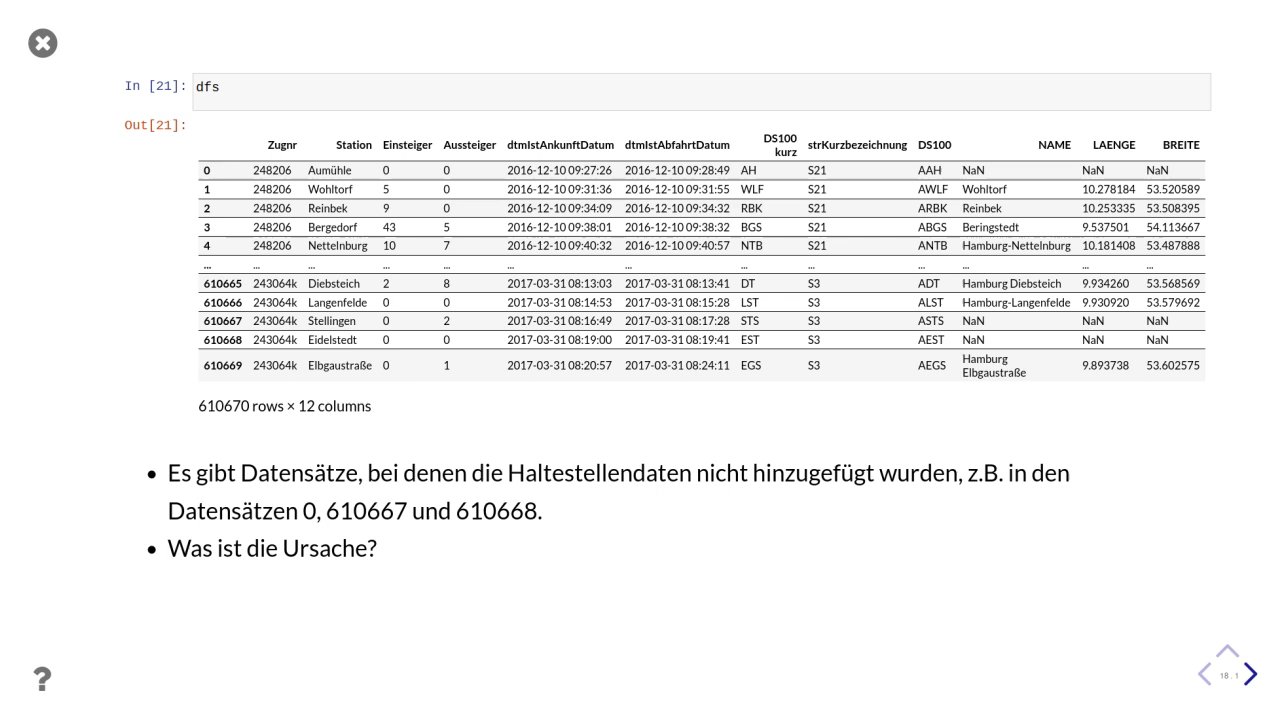 In [21]: dfs
Out[21]:
Zugnr Station Einsteiger Aussteiger dtmIstAnkunftDatum dtmIstAbfahrtDatum DS100 kurz strKurzbezeichnung DS100 NAME LAENGE BREITE
0 248206 Aumühle 0 0 2016-12-10 09:27:26 2016-12-10 09:28:49 AH S21 AAH NaN NaN NaN
1 248206 Wohltorf 5 0 2016-12-10 09:31:36 2016-12-10 09:31:55 WLF S21 AWLF Wohltorf 10.278184 53.520589
2 248206 Reinbek 9 0 2016-12-10 09:34:09 2016-12-10 09:34:32 RBK S21 ARBK Reinbek 10.253335 53.508395
3 248206 Bergedorf 43 5 2016-12-10 09:38:01 2016-12-10 09:38:32 BGS S21 ABGS Beringstedt 9.537501 54.113667
4 248206 Nettelnburg 10 7 2016-12-10 09:40:32 2016-12-10 09:40:57 NTB S21 ANTB Hamburg-Nettelnburg 10.181408 53.487888
... ... ... ... ... ... ... ... ... ... ... ... ...
610665 243064k Diebsteich 2 8 2017-03-31 08:13:03 2017-03-31 08:13:41 DT S3 ADT Hamburg Diebsteich 9.934260 53.568569
610666 243064k Langenfelde 0 0 2017-03-31 08:14:53 2017-03-31 08:15:28 LST S3 ALST Hamburg-Langenfelde 9.930920 53.579692
610667 243064k Stellingen 0 2 2017-03-31 08:16:49 2017-03-31 08:17:28 STS S3 ASTS NaN NaN NaN
610668 243064k Eidelstedt 0 0 2017-03-31 08:19:00 2017-03-31 08:19:41 EST S3 AEST NaN NaN NaN
610669 243064k Elbgaustraße 0 1 2017-03-31 08:20:57 2017-03-31 08:24:11 EGS S3 AEGS Hamburg Elbgaustraße 9.893738 53.602575
610670 rows × 12 columns
• Es gibt Datensätze, bei denen die Haltestellendaten nicht hinzugefügt wurden, z.B. in den
Datensätzen 0, 610667 und 610668.
• Was ist die Ursache?
?
18 . 1